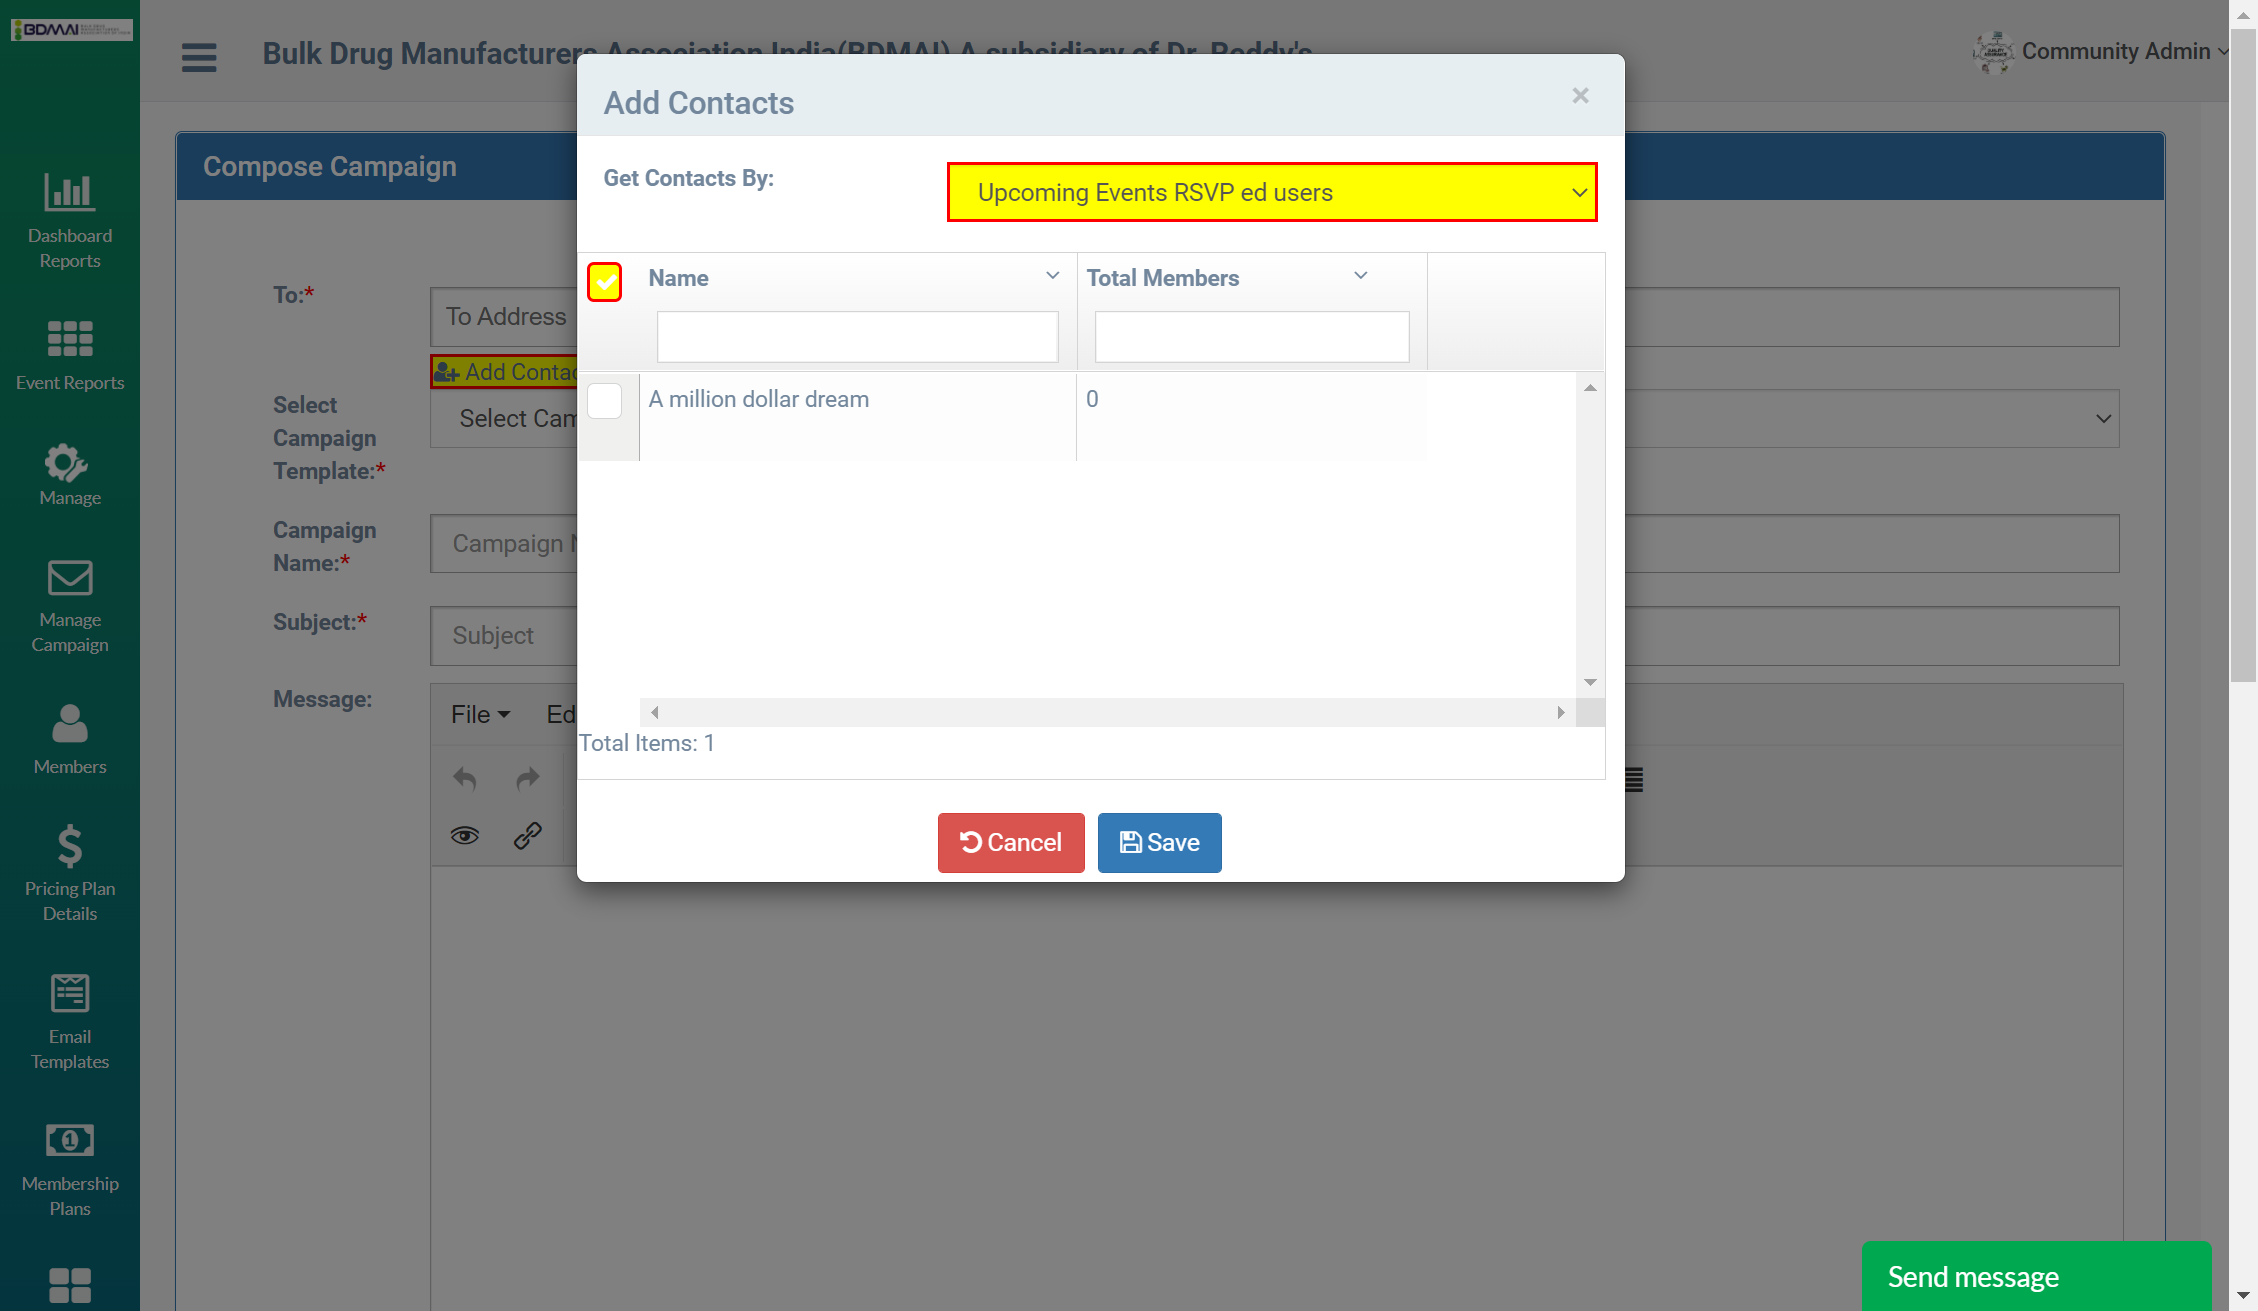 BDMAI
Bulk Drug Manufacturers Association India(BDMAI) A subsidiary of Dr. Reddy's
Community Admin
Add Contacts
×
Compose Campaign
Get Contacts By:
Upcoming Events RSVP ed users
Dashboard
Reports
Event Reports
Manage
Manage
Campaign
Members
Pricing Plan
Details
Email
Templates
Membership
Plans
To:*
To Address
Add Contac
Select
Campaign
Template:*
Select Cam
Campaign
Name:*
Campaign N
Subject:*
Subject
Message:
File
Ed
Name
Total Members
A million dollar dream
0
Total Items: 1
Cancel
Save
Send message